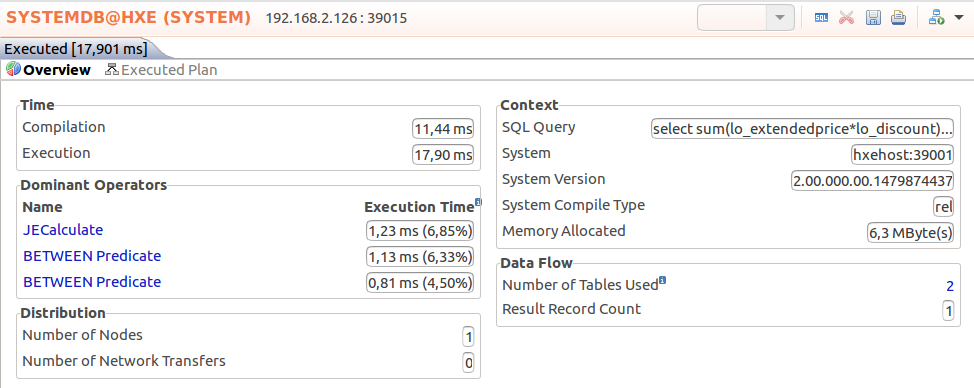 SYSTEMDB@HXE (SYSTEM) 192.168.2.126 : 39015
SQL
Executed [17,901 ms]
Overview Executed Plan
Time
Compilation 11,44 ms
Execution 17,90 ms
Dominant Operators
Name Execution Time
JECalculate 1,23 ms (6,85%)
BETWEEN Predicate 1,13 ms (6,33%)
BETWEEN Predicate 0,81 ms (4,50%)
Distribution
Number of Nodes 1
Number of Network Transfers 0
Context
SQL Query select sum(lo_extendedprice*lo_discount)...
System hxehost:39001
System Version 2.00.000.00.1479874437
System Compile Type rel
Memory Allocated 6,3 MByte(s)
Data Flow
Number of Tables Used 2
Result Record Count 1